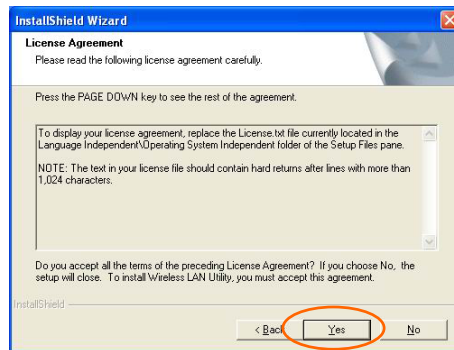 InstallShield Wizard
License Agreement
Please read the following license agreement carefully.
Press the PAGE DOWN key to see the rest of the agreement.
To display your license agreement, replace the License.txt file currently located in the
Language Independent\Operating System Independent folder of the Setup Files pane.
NOTE: The text in your license file should contain hard returns after lines with more than
1,024 characters.
Do you accept all the terms of the preceding License Agreement? If you choose No, the
setup will close. To install Wireless LAN Utility, you must accept this agreement.
InstallShield
< Back Yes No